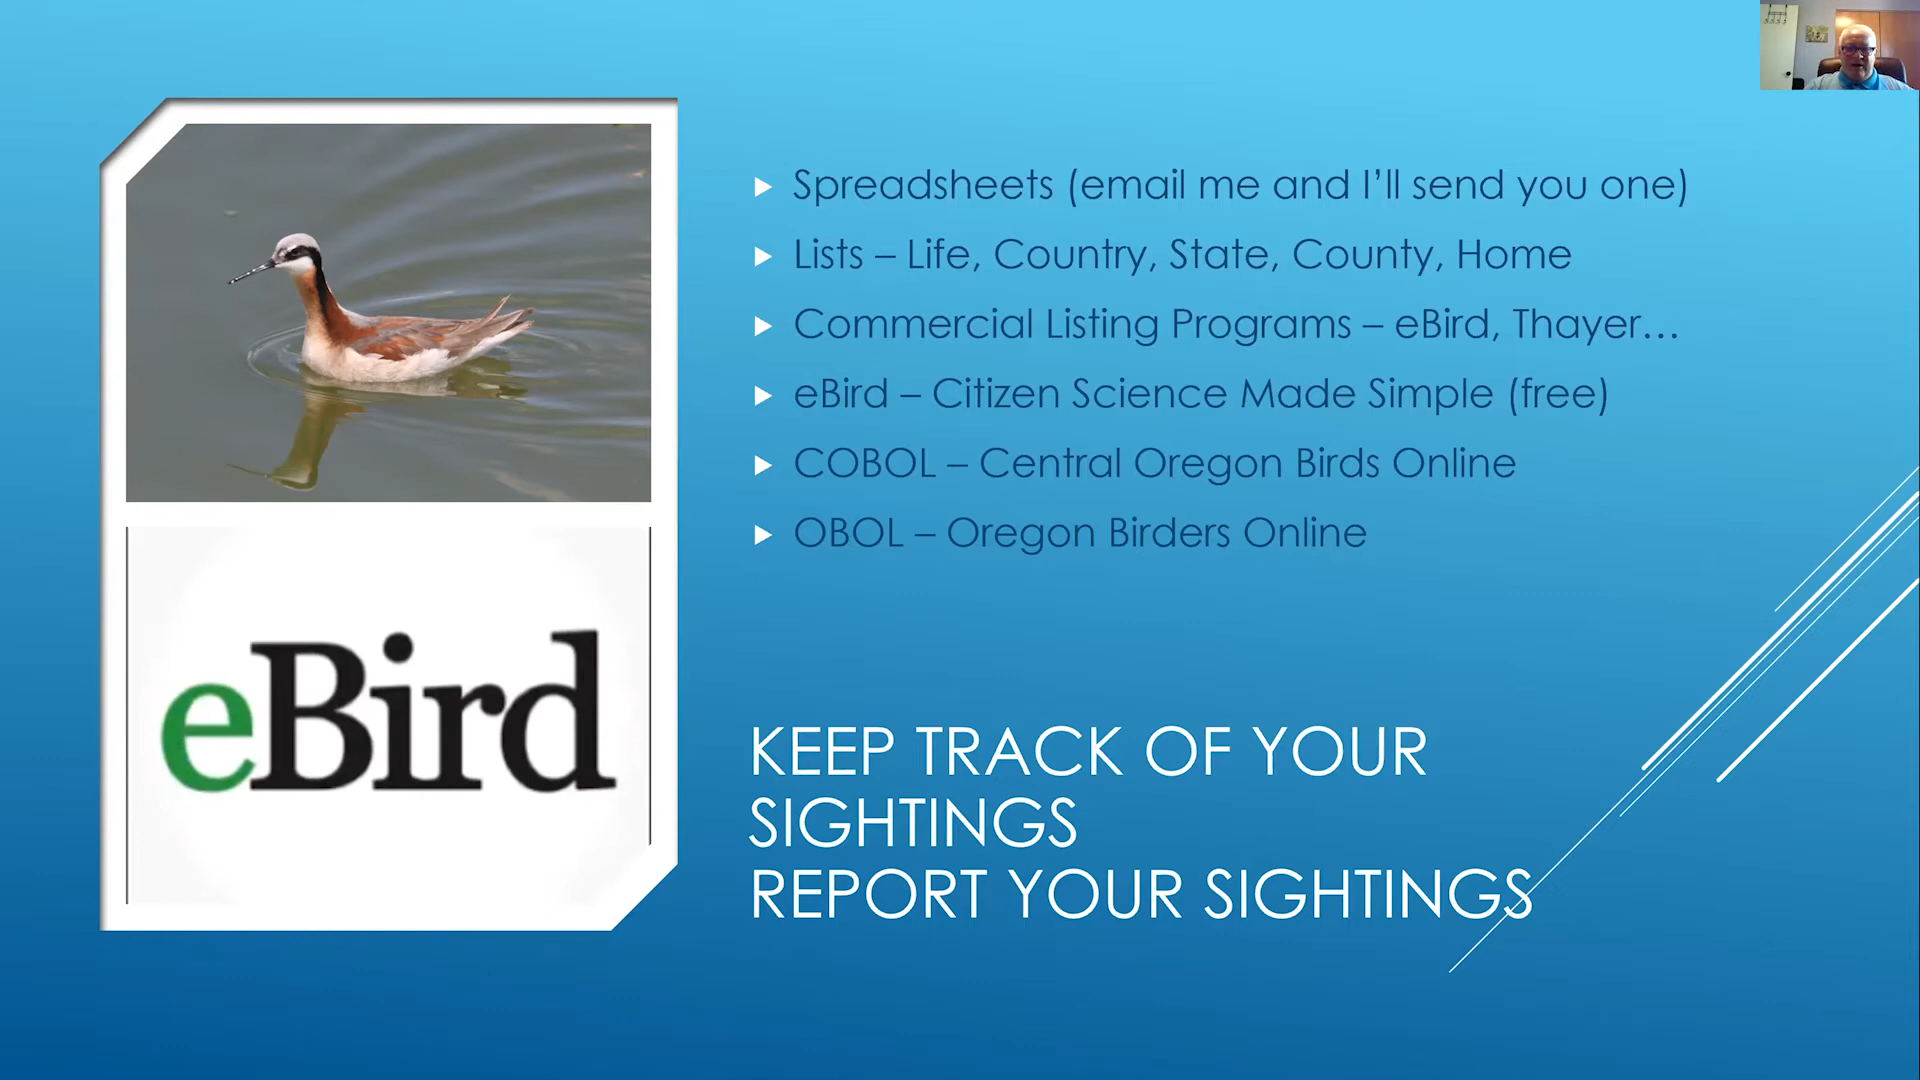 Spreadsheets (email me and I’ll send you one)
Lists – Life, Country, State, County, Home
Commercial Listing Programs – eBird, Thayer…
eBird – Citizen Science Made Simple (free)
COBOL – Central Oregon Birds Online
OBOL – Oregon Birders Online
eBird
KEEP TRACK OF YOUR
SIGHTINGS
REPORT YOUR SIGHTINGS